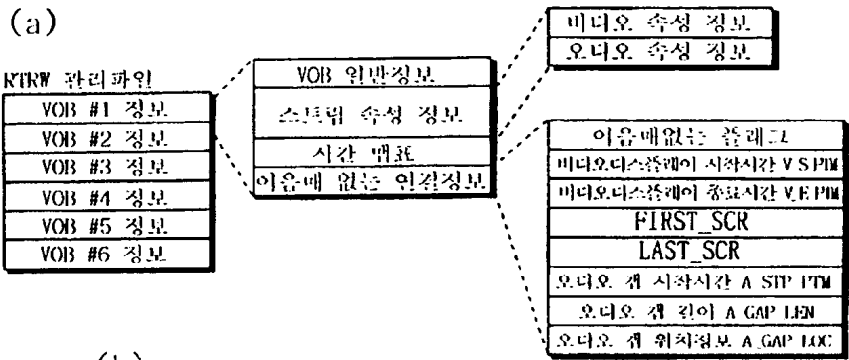 (a)
RTRW 관리파일
VOB #1 정보
VOB #2 정보
VOB #3 정보
VOB #4 정보
VOB #5 정보
VOB #6 정보
VOB 일반정보
스트림 속성 정보
시간 맵표
이음매 없는 연결정보
비디오 속성 정보
오디오 속성 정보
이음매없는 플래그
비디오디스플레이 시작시간 V_S_PTM
비디오디스플레이 종료시간 V_E_PTM
FIRST_SCR
LAST_SCR
오디오 갭 시작시간 A_STP_PTM
오디오 갭 길이 A_GAP_LEN
오디오 갭 위치정보 A_GAP_LOC